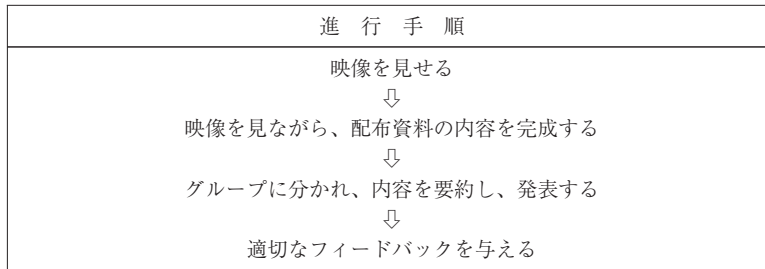 進 行 手 順
映像を見せる
⇩
映像を見ながら、配布資料の内容を完成する
⇩
グループに分かれ、内容を要約し、発表する
⇩
適切なフィードバックを与える